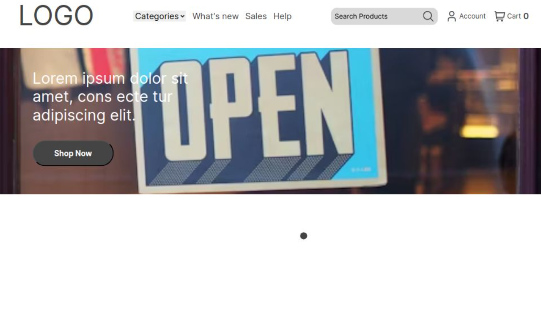 LOGO
Categories What's new Sales Help
Search Products
Account Cart 0
Lorem ipsum dolor sit
amet, cons ecte tur
adipiscing elit.
OPEN
Shop Now